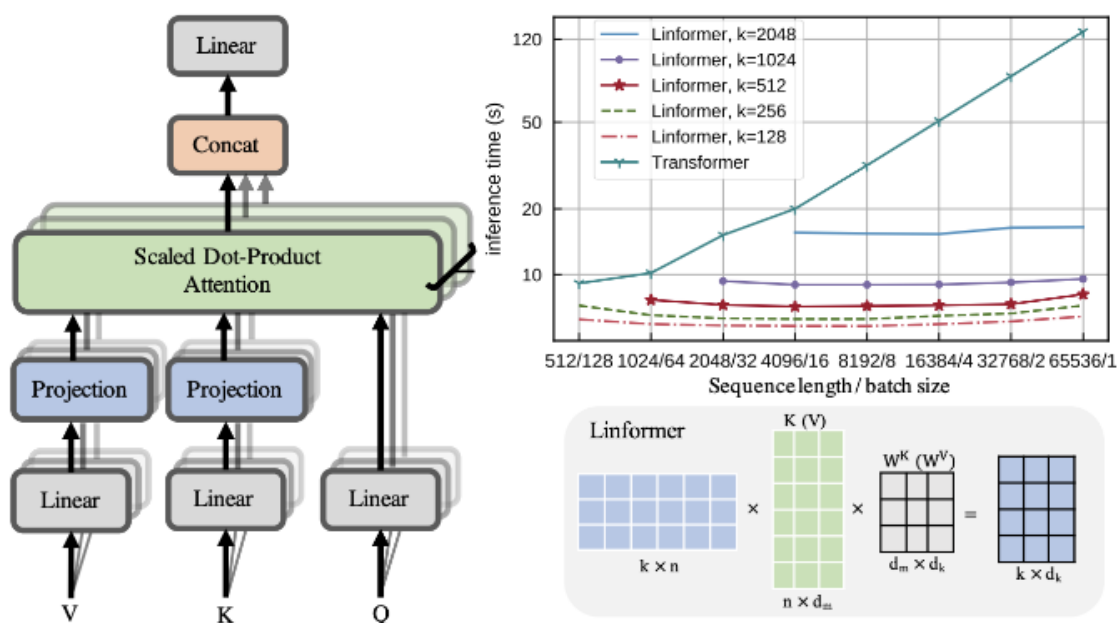 Linear
Concat
Scaled Dot-Product
Attention
Projection
Projection
Linear
Linear
Linear
V
K
Q
inference time (s)
120
50
20
10
Linformer, k=2048
Linformer, k=1024
Linformer, k=512
Linformer, k=256
Linformer, k=128
Transformer
512/128 1024/64 2048/32 4096/16 8192/8 16384/4 32768/2 65536/1
Sequence length / batch size
Linformer
K (V)
W^K (W^V)
×
×
=
k × n
n × d_m
d_m × d_k
k × d_k